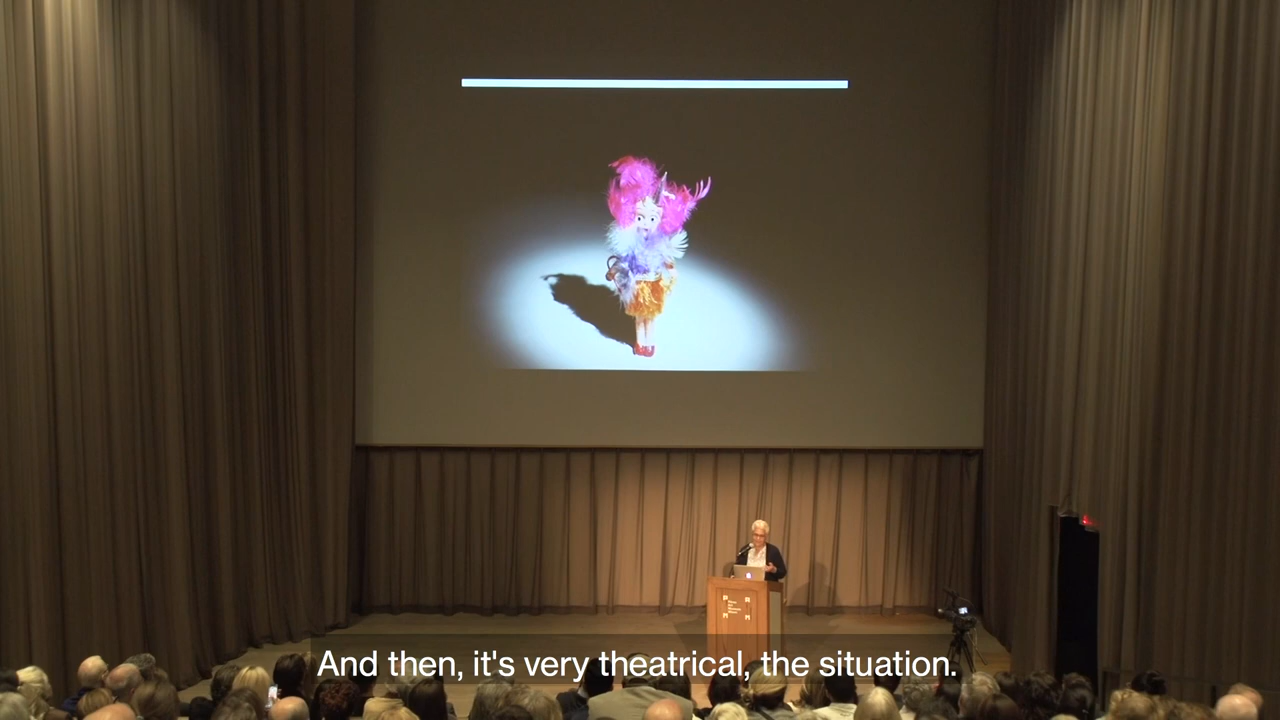 And then, it's very theatrical, the situation.